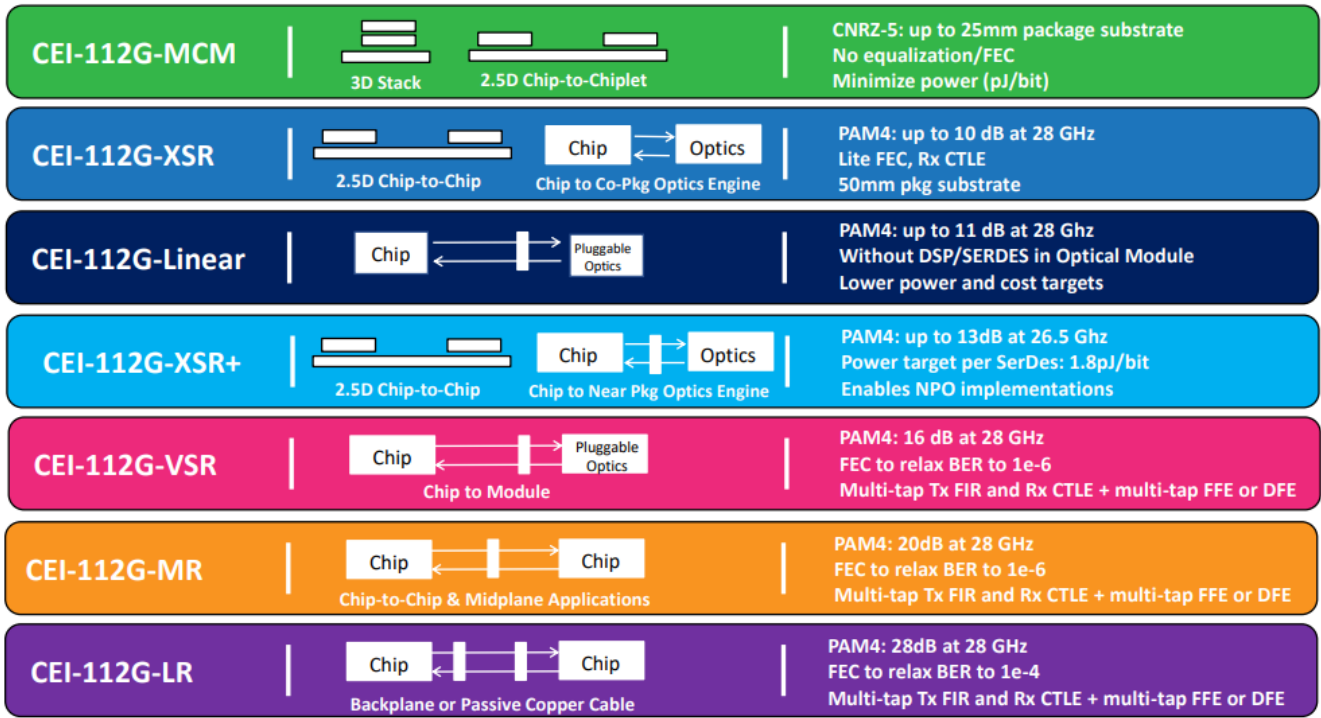 CEI-112G-MCM
3D Stack
2.5D Chip-to-Chiplet
CNRZ-5: up to 25mm package substrate
No equalization/FEC
Minimize power (pJ/bit)
CEI-112G-XSR
2.5D Chip-to-Chip
Chip
Optics
Chip to Co-Pkg Optics Engine
PAM4: up to 10 dB at 28 GHz
Lite FEC, Rx CTLE
50mm pkg substrate
CEI-112G-Linear
Chip
Pluggable
Optics
PAM4: up to 11 dB at 28 Ghz
Without DSP/SERDES in Optical Module
Lower power and cost targets
CEI-112G-XSR+
2.5D Chip-to-Chip
Chip
Optics
Chip to Near Pkg Optics Engine
PAM4: up to 13dB at 26.5 Ghz
Power target per SerDes: 1.8pJ/bit
Enables NPO implementations
CEI-112G-VSR
Chip
Pluggable
Optics
Chip to Module
PAM4: 16 dB at 28 GHz
FEC to relax BER to 1e-6
Multi-tap Tx FIR and Rx CTLE + multi-tap FFE or DFE
CEI-112G-MR
Chip
Chip
Chip-to-Chip & Midplane Applications
PAM4: 20dB at 28 GHz
FEC to relax BER to 1e-6
Multi-tap Tx FIR and Rx CTLE + multi-tap FFE or DFE
CEI-112G-LR
Chip
Chip
Backplane or Passive Copper Cable
PAM4: 28dB at 28 GHz
FEC to relax BER to 1e-4
Multi-tap Tx FIR and Rx CTLE + multi-tap FFE or DFE